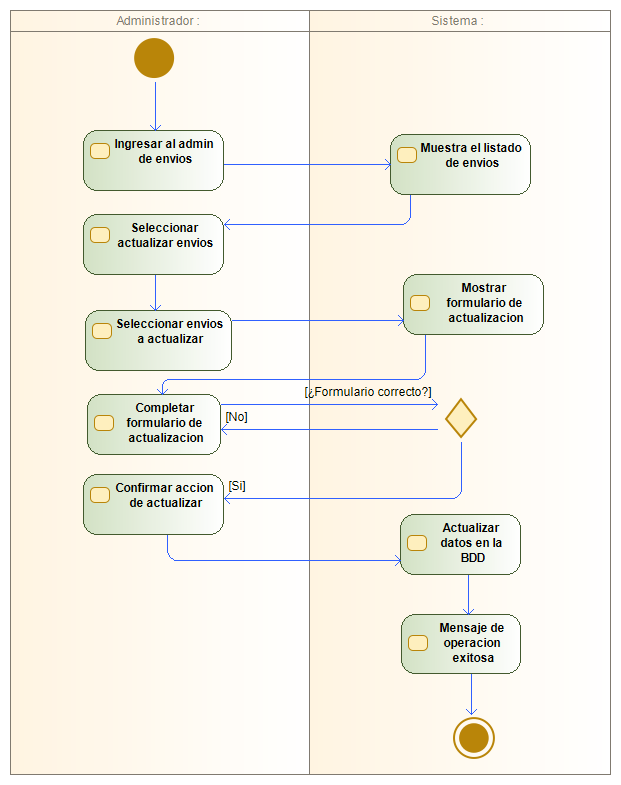 Administrador :
Sistema :
Ingresar al admin
de envios
Muestra el listado
de envios
Seleccionar
actualizar envios
Mostrar
formulario de
actualizacion
Seleccionar envios
a actualizar
[¿Formulario correcto?]
Completar
formulario de
actualizacion
[No]
[Si]
Confirmar accion
de actualizar
Actualizar
datos en la
BDD
Mensaje de
operacion
exitosa